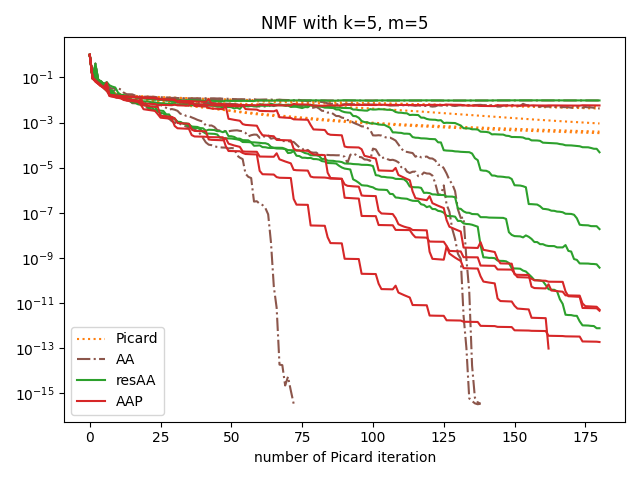 NMF with k=5, m=5
10⁻¹
10⁻³
10⁻⁵
10⁻⁷
10⁻⁹
10⁻¹¹
10⁻¹³
10⁻¹⁵
Picard
AA
resAA
AAP
0 25 50 75 100 125 150 175
number of Picard iteration